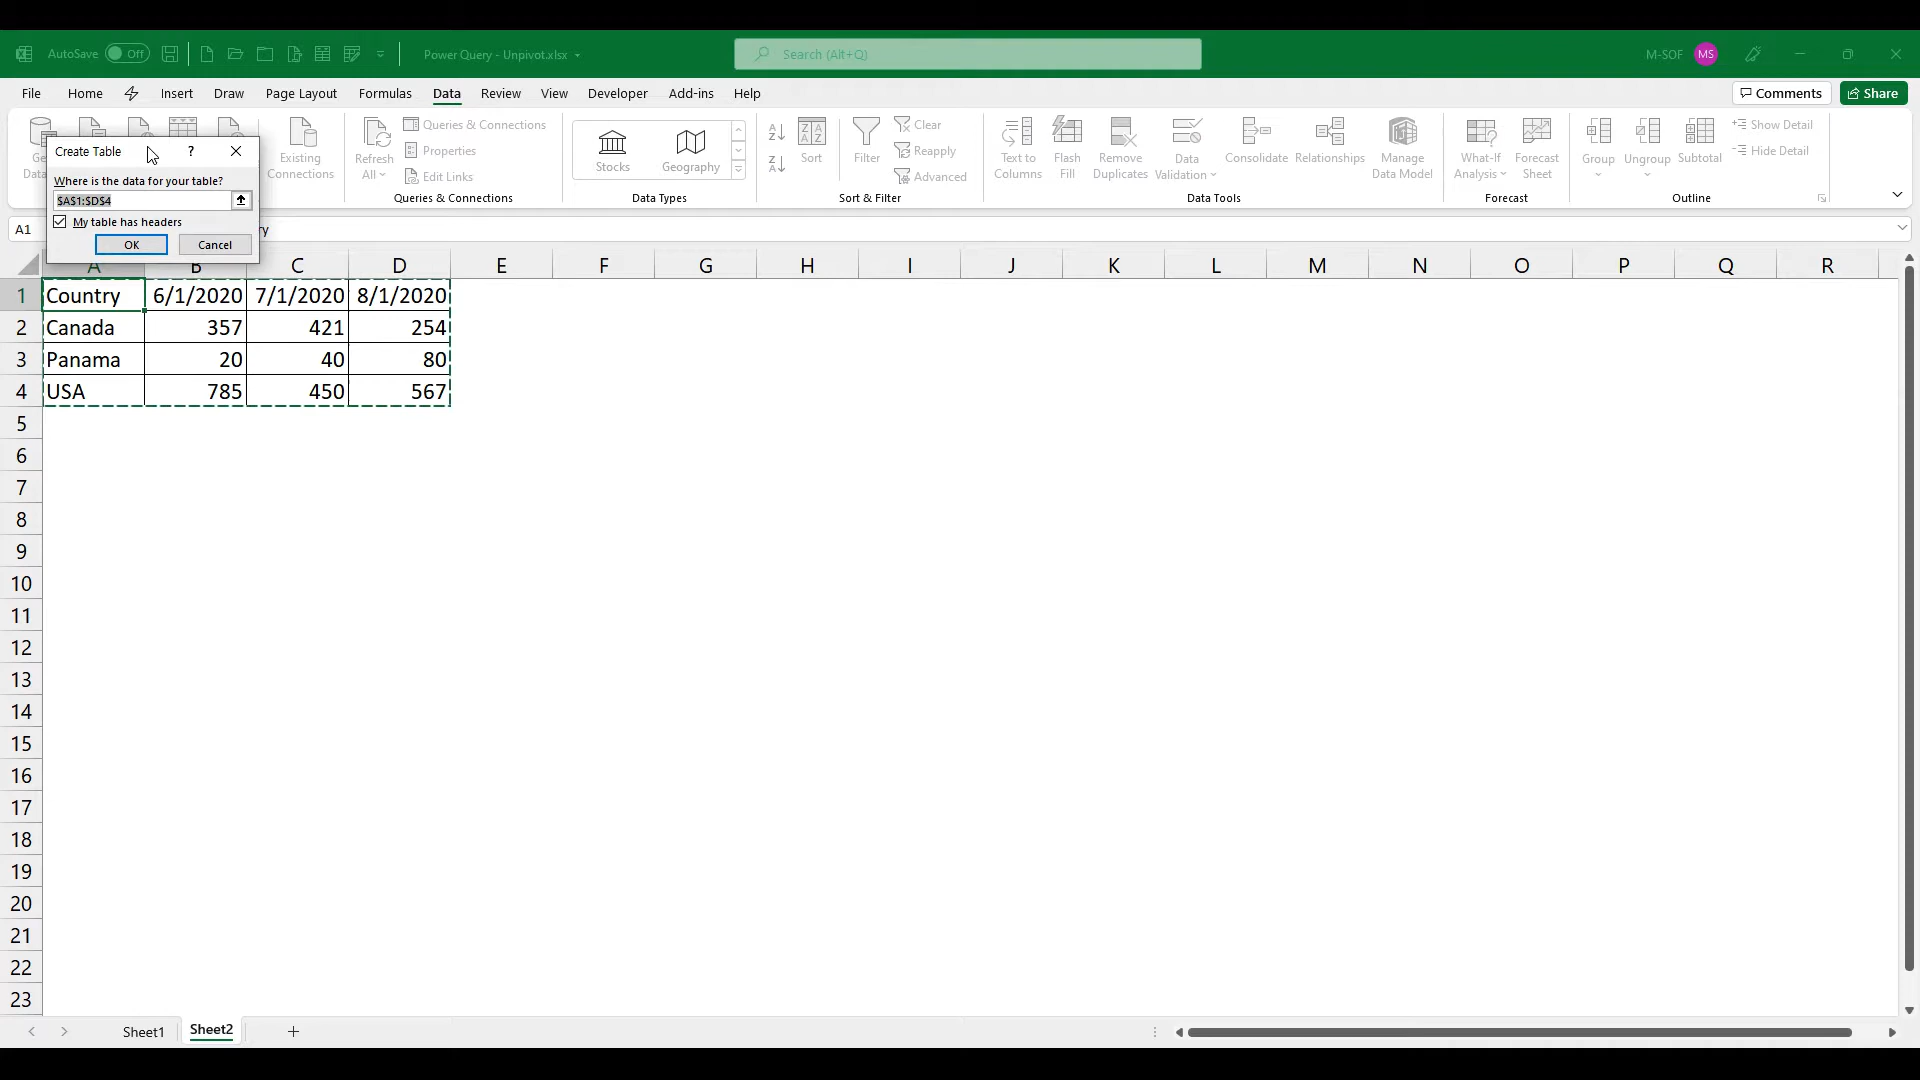 AutoSave Off Power Query - Unpivot.xlsx Search (Alt+Q) M-SOF MS
File Home Insert Draw Page Layout Formulas Data Review View Developer Add-ins Help Comments Share
Existing Connections
Refresh All
Queries & Connections
Properties
Edit Links
Queries & Connections
Stocks Geography
Data Types
Sort
Filter
Clear
Reapply
Advanced
Sort & Filter
Text to Columns
Flash Fill
Remove Duplicates
Data Validation
Consolidate
Relationships
Manage Data Model
Data Tools
What-If Analysis
Forecast Sheet
Forecast
Group
Ungroup
Subtotal
Show Detail
Hide Detail
Outline
Create Table ?
Where is the data for your table?
$A$1:$D$4
My table has headers
OK Cancel
A1
A B C D E F G H I J K L M N O P Q R
1 Country 6/1/2020 7/1/2020 8/1/2020
2 Canada 357 421 254
3 Panama 20 40 80
4 USA 785 450 567
5
6
7
8
9
10
11
12
13
14
15
16
17
18
19
20
21
22
23
Sheet1 Sheet2